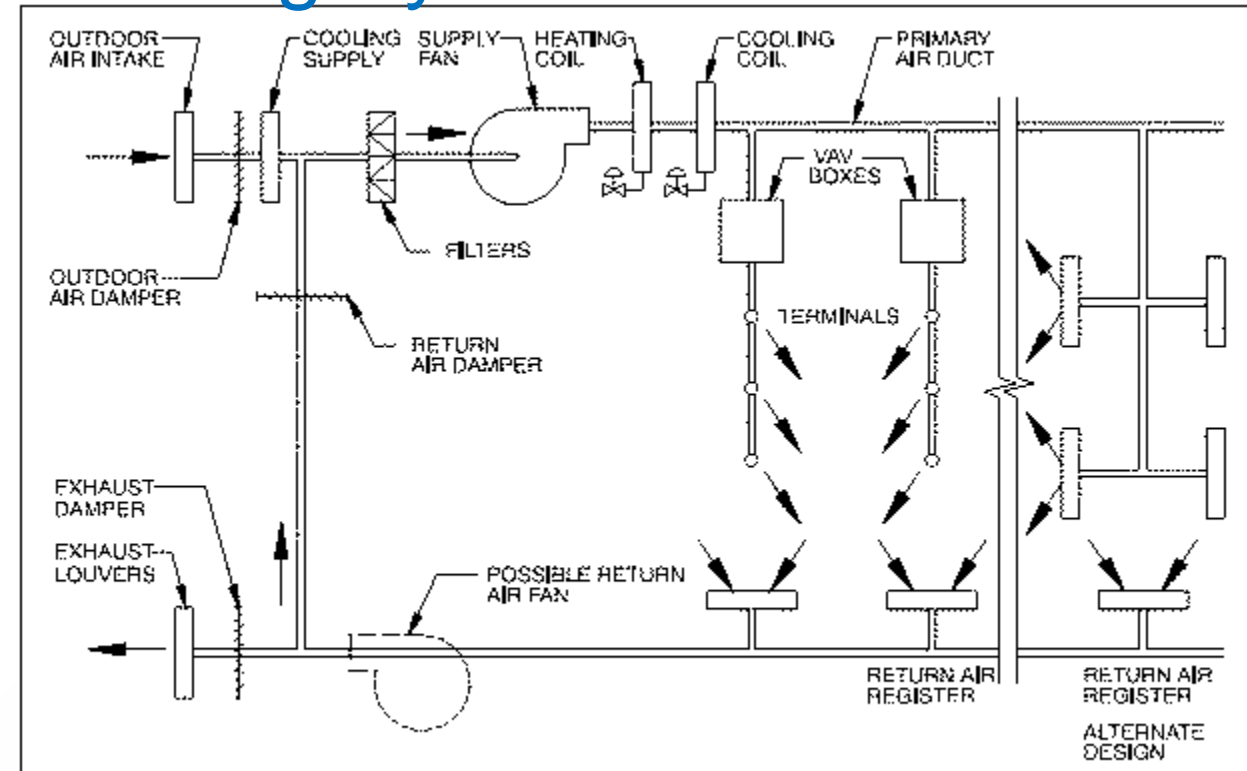 OUTDOOR
AIR INTAKE
COOLING
SUPPLY
SUPPLY
FAN
HEATING
COIL
COOLING
COIL
PRIMARY
AIR DUCT
VAV
BOXES
FILTERS
OUTDOOR
AIR DAMPER
TERMINALS
RETURN
AIR DAMPER
EXHAUST
DAMPER
EXHAUST
LOUVERS
POSSIBLE RETURN
AIR FAN
RETURN AIR
REGISTER
RETURN AIR
REGISTER
ALTERNATE
DESIGN